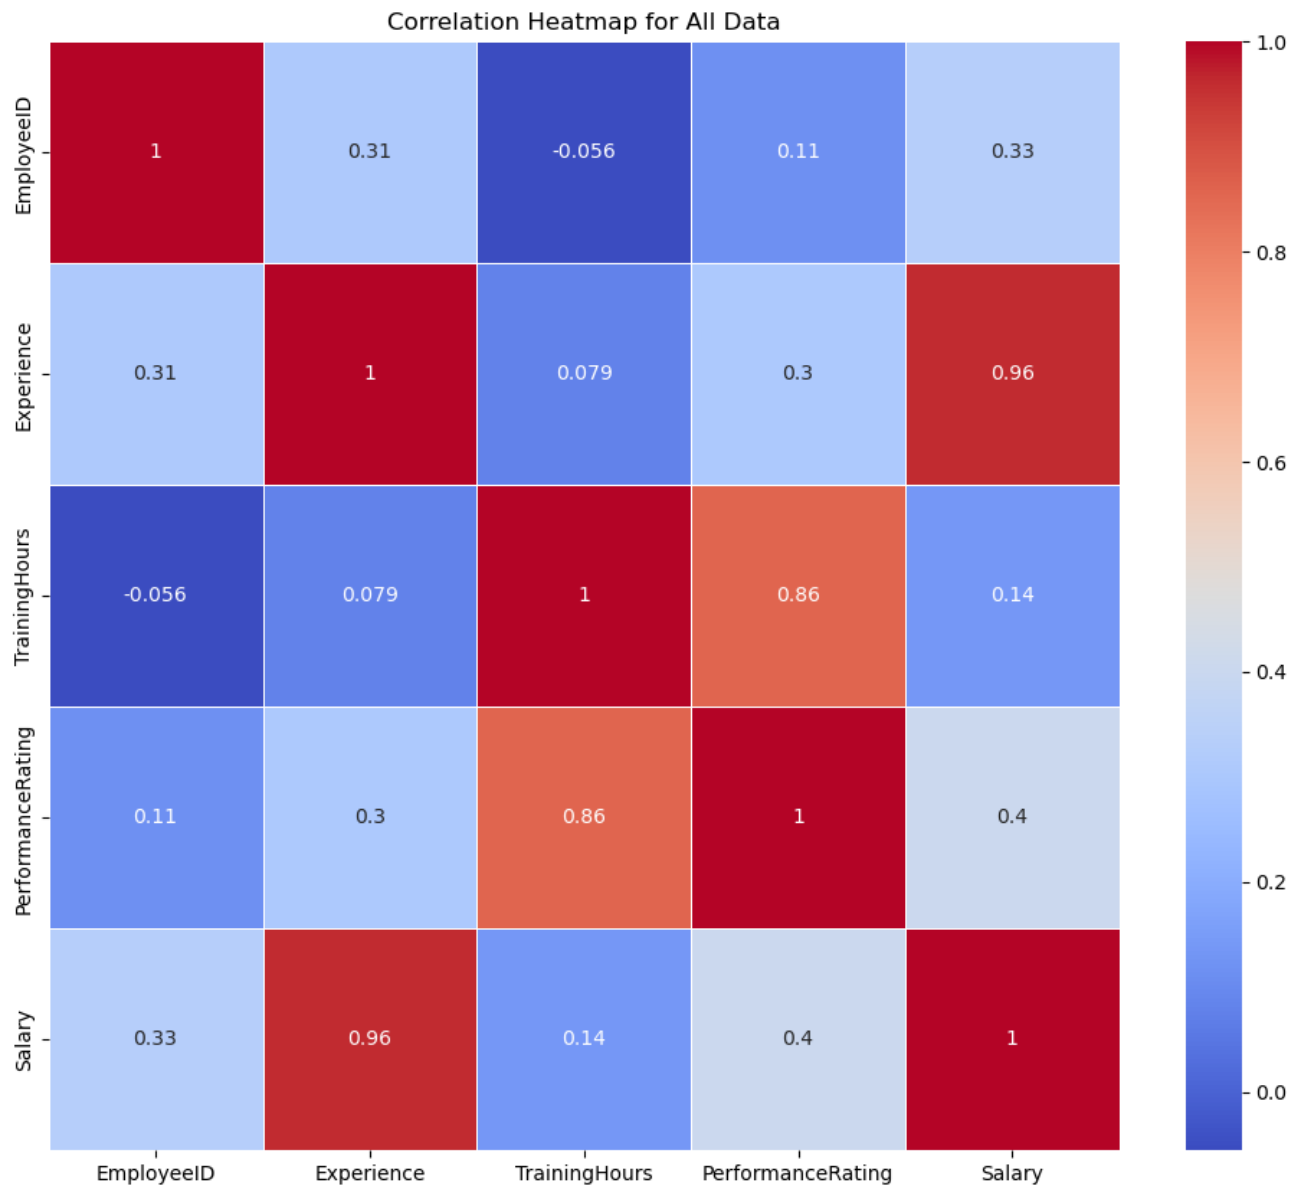 Correlation Heatmap for All Data
EmployeeID
1
0.31
-0.056
0.11
0.33
Experience
0.31
1
0.079
0.3
0.96
TrainingHours
-0.056
0.079
1
0.86
0.14
PerformanceRating
0.11
0.3
0.86
1
0.4
Salary
0.33
0.96
0.14
0.4
1
EmployeeID
Experience
TrainingHours
PerformanceRating
Salary
1.0
0.8
0.6
0.4
0.2
0.0